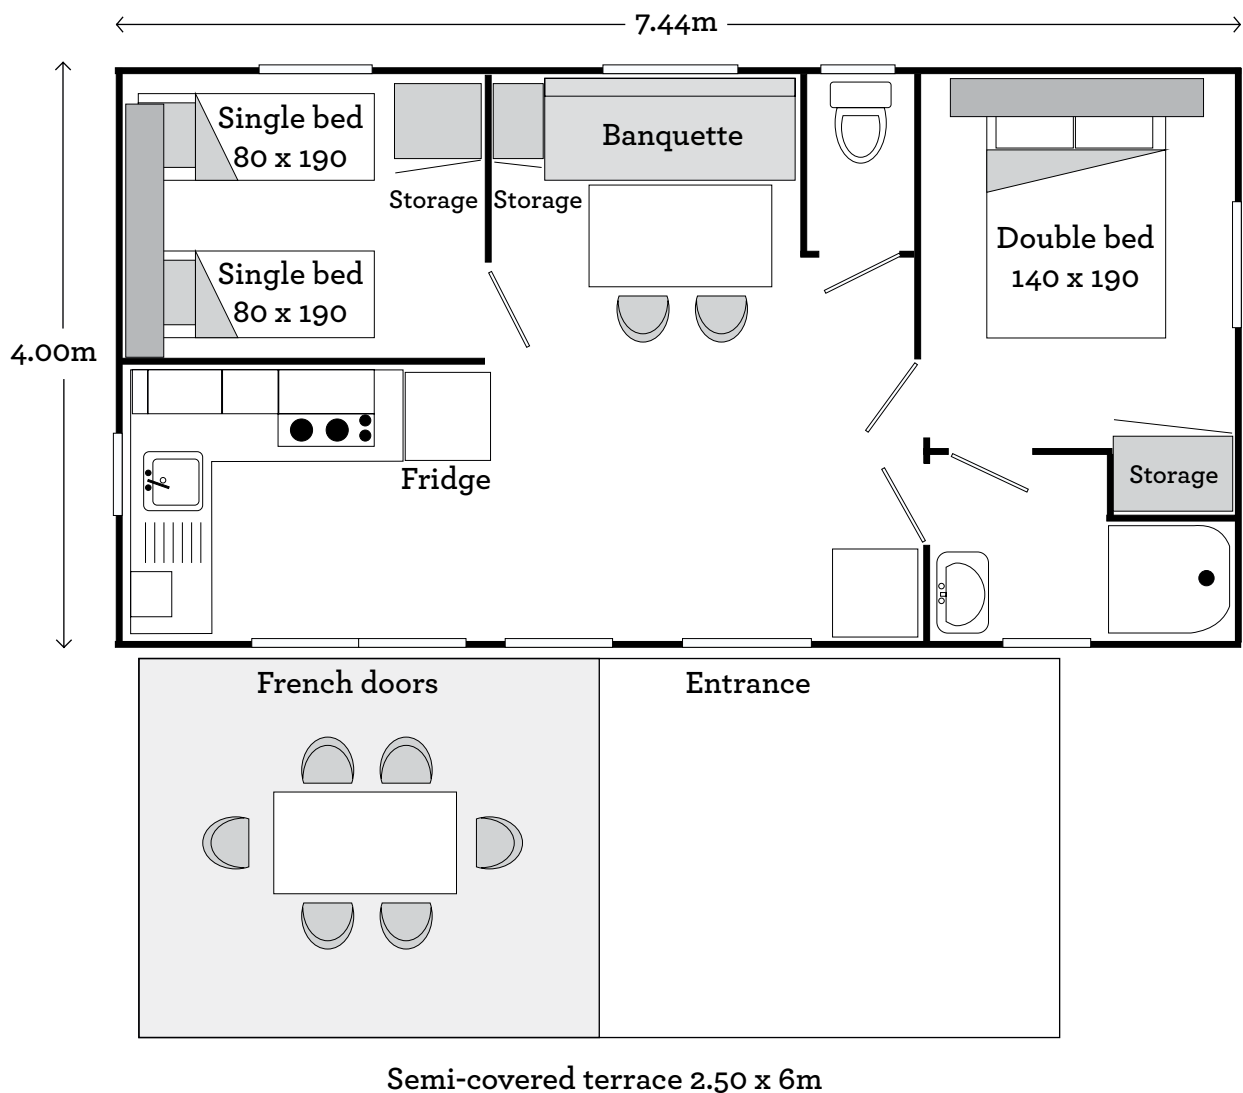 7.44m
Single bed
80 x 190
Banquette
Storage
Storage
Double bed
140 x 190
Single bed
80 x 190
4.00m
Fridge
Storage
French doors
Entrance
Semi-covered terrace 2.50 x 6m